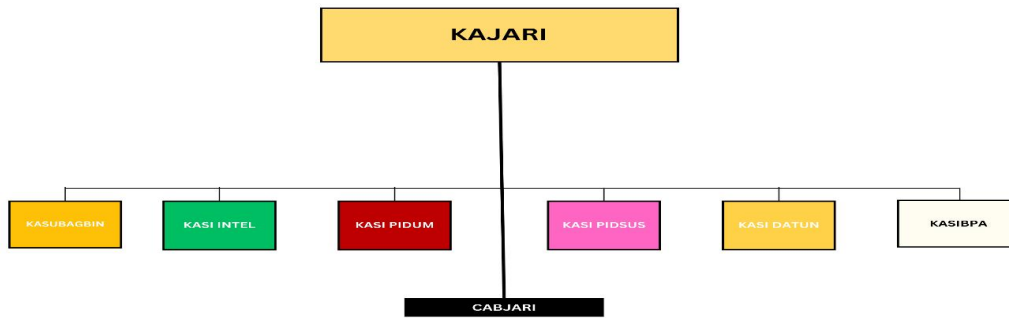 KAJARI
KASUBAGBIN
KASI INTEL
KASI PIDUM
KASI PIDSUS
KASI DATUN
KASIBPA
CABJARI